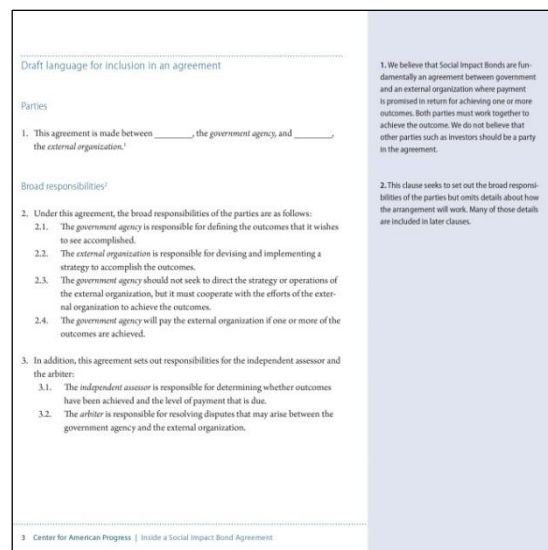 Draft language for inclusion in an agreement
Parties
1. This agreement is made between ________, the government agency, and ________,
the external organization.1
Broad responsibilities2
2. Under this agreement, the broad responsibilities of the parties are as follows:
2.1. The government agency is responsible for defining the outcomes that it wishes
to see accomplished.
2.2. The external organization is responsible for devising and implementing a
strategy to accomplish the outcomes.
2.3. The government agency should not seek to direct the strategy or operations of
the external organization, but it must cooperate with the efforts of the exter-
nal organization to achieve the outcomes.
2.4. The government agency will pay the external organization if one or more of the
outcomes are achieved.
3. In addition, this agreement sets out responsibilities for the independent assessor and
the arbiter:
3.1. The independent assessor is responsible for determining whether outcomes
have been achieved and the level of payment that is due.
3.2. The arbiter is responsible for resolving disputes that may arise between the
government agency and the external organization.
1. We believe that Social Impact Bonds are fun-
damentally an agreement between government
and an external organization where payment
is promised in return for achieving one or more
outcomes. Both parties must work together to
achieve the outcome. We do not believe that
other parties such as investors should be a party
in the agreement.
2. This clause seeks to set out the broad responsi-
bilities of the parties but omits details about how
the arrangement will work. Many of those details
are included in later clauses.
3 Center for American Progress | Inside a Social Impact Bond Agreement